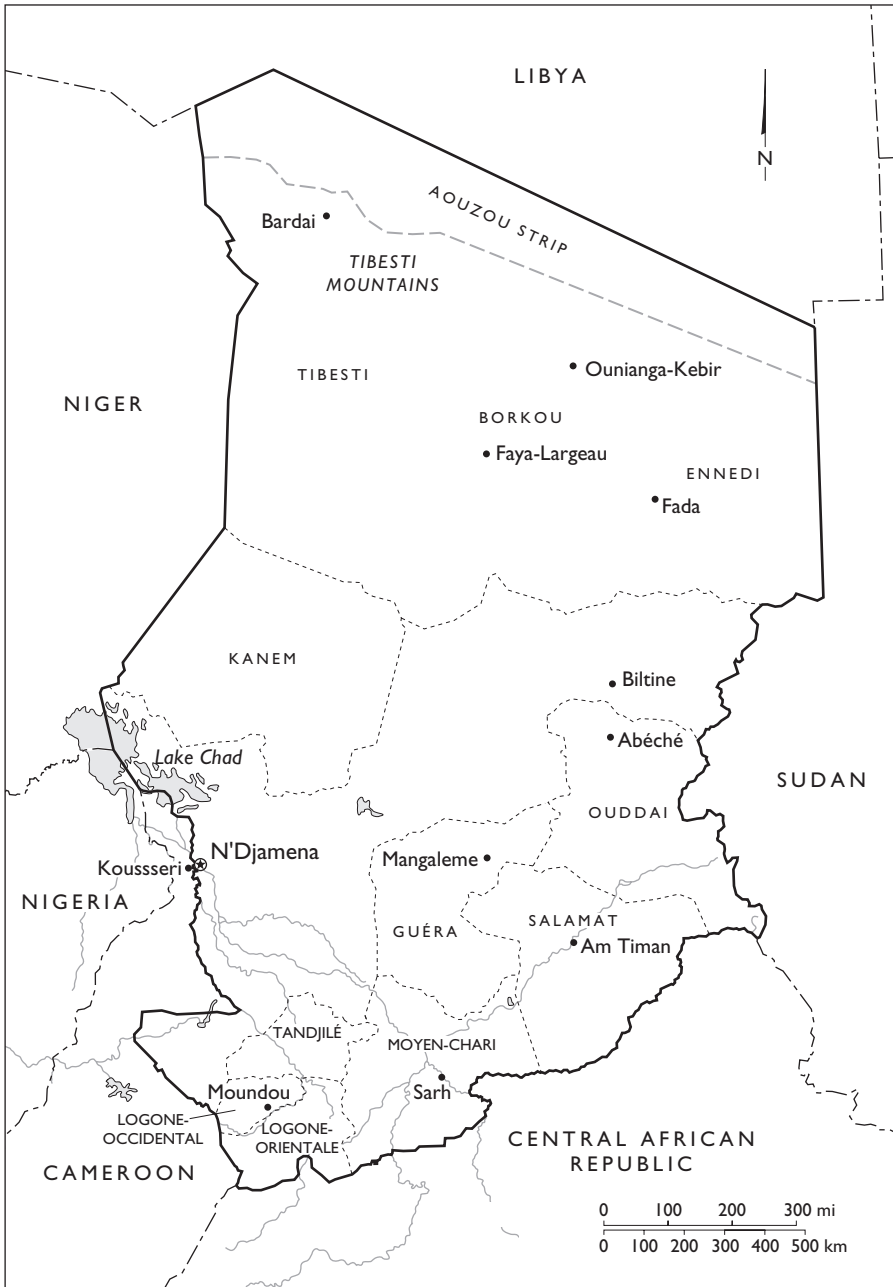 LIBYA
N
AOUZOU STRIP
Bardai
TIBESTI
MOUNTAINS
TIBESTI
Ounianga-Kebir
NIGER
BORKOU
Faya-Largeau
ENNEDI
Fada
KANEM
Biltine
Abéché
Lake Chad
SUDAN
OUDDAI
N'Djamena
Koussseri
Mangaleme
NIGERIA
SALAMAT
GUÉRA
Am Timan
TANDJILÉ
MOYEN-CHARI
Moundou
Sarh
LOGONE-
OCCIDENTAL
LOGONE-
ORIENTALE
CENTRAL AFRICAN
REPUBLIC
CAMEROON
0 100 200 300 mi
0 100 200 300 400 500 km